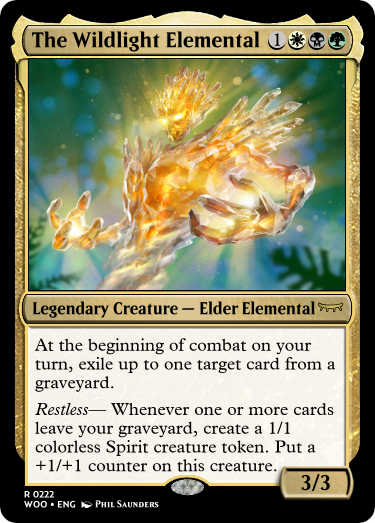 The Wildlight Elemental 1
Legendary Creature — Elder Elemental
At the beginning of combat on your
turn, exile up to one target card from a
graveyard.
Restless— Whenever one or more cards
leave your graveyard, create a 1/1
colorless Spirit creature token. Put a
+1/+1 counter on this creature.
3/3
R 0222
WOO • ENG PHIL SAUNDERS